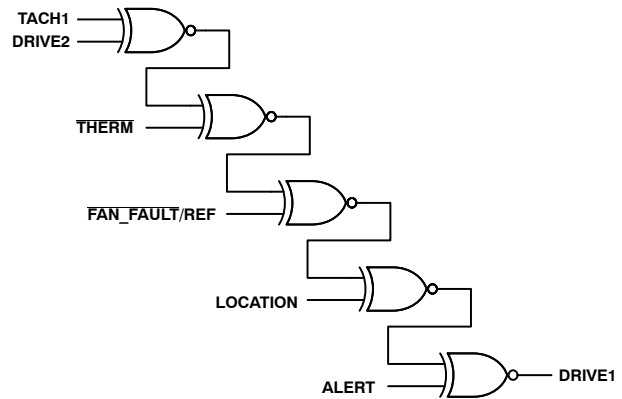 TACH1
DRIVE2
THERM
FAN_FAULT/REF
LOCATION
ALERT
DRIVE1